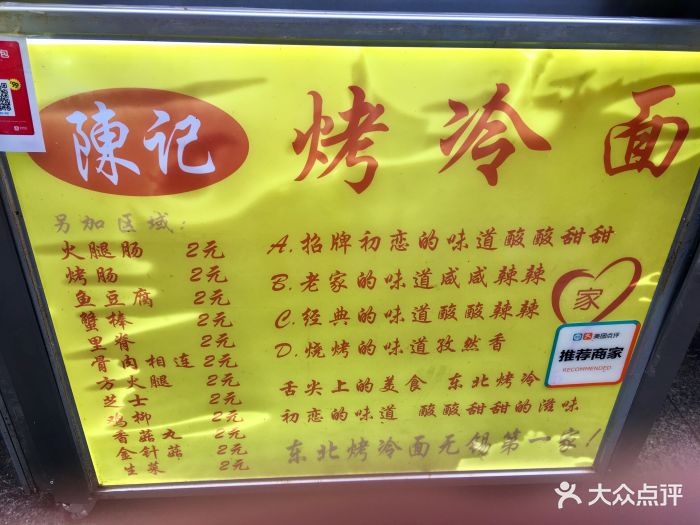 包
陳记
烤冷面
另加区域:
火腿肠 2元
烤肠 2元
鱼豆腐 2元
蟹棒 2元
里脊 2元
骨肉相连 2元
方火腿 2元
芝士 2元
鸡柳 2元
香菇丸 2元
金针菇 2元
生菜 2元
A.招牌初恋的味道酸酸甜甜
B.老家的味道咸咸辣辣
C.经典的味道酸酸辣辣
D.烧烤的味道孜然香
舌尖上的美食 东北烤冷
初恋的味道 酸酸甜甜的滋味
东北烤冷面无锡第一家!
家
美团点评
推荐商家
RECOMMENDED
大众点评